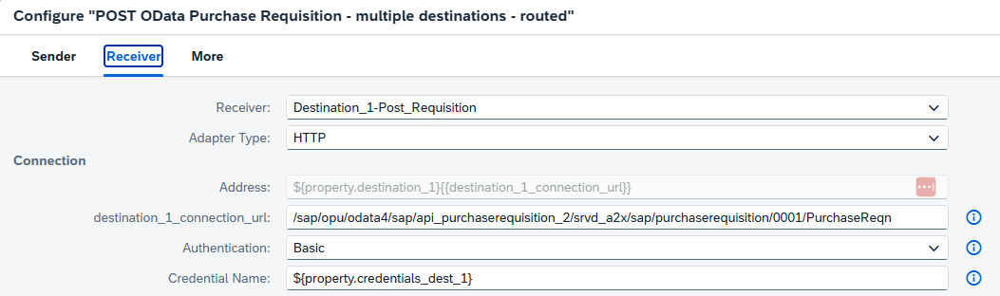 Configure "POST OData Purchase Requisition - multiple destinations - routed"
Sender Receiver More
Receiver: Destination_1-Post_Requisition
Adapter Type: HTTP
Connection
Address: ${property.destination_1}{{destination_1_connection_url}}
destination_1_connection_url: /sap/opu/odata4/sap/api_purchaserequisition_2/srvd_a2x/sap/purchaserequisition/0001/PurchaseReqn
Authentication: Basic
Credential Name: ${property.credentials_dest_1}